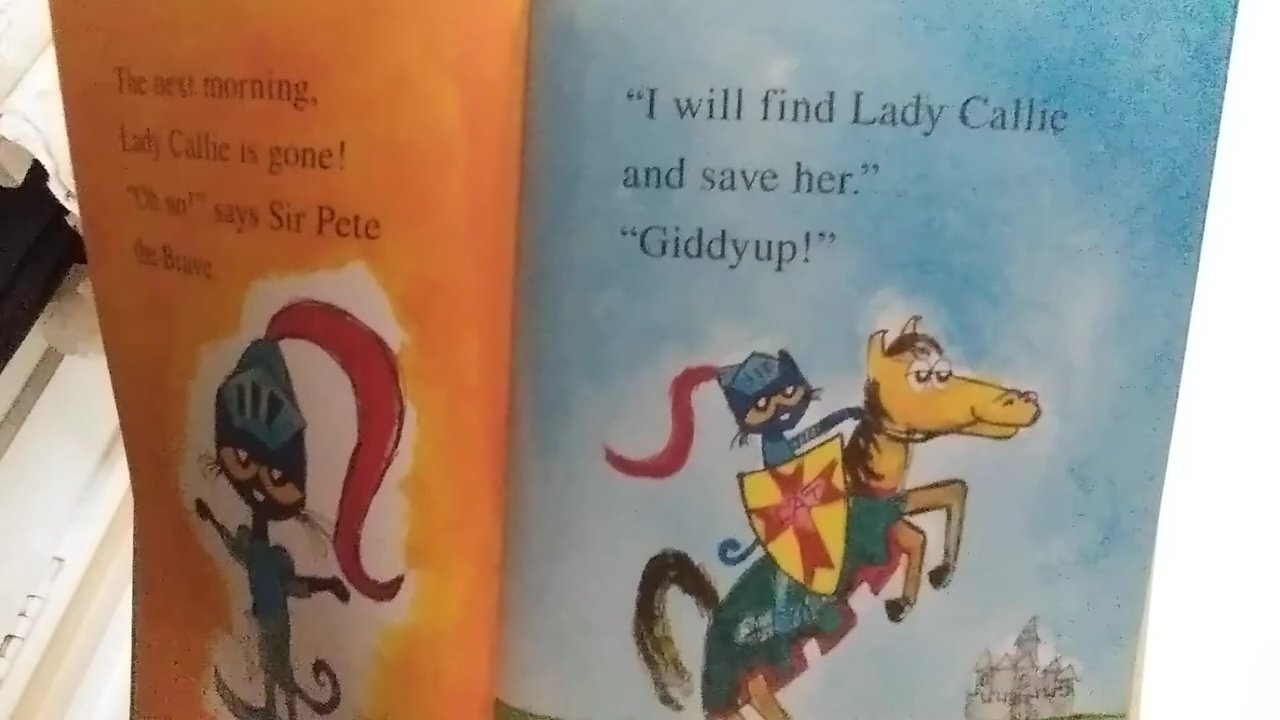 The next morning,
Lady Callie is gone!
"Oh no!" says Sir Pete
the Brave.
“I will find Lady Callie
and save her.”
“Giddyup!”
CAT